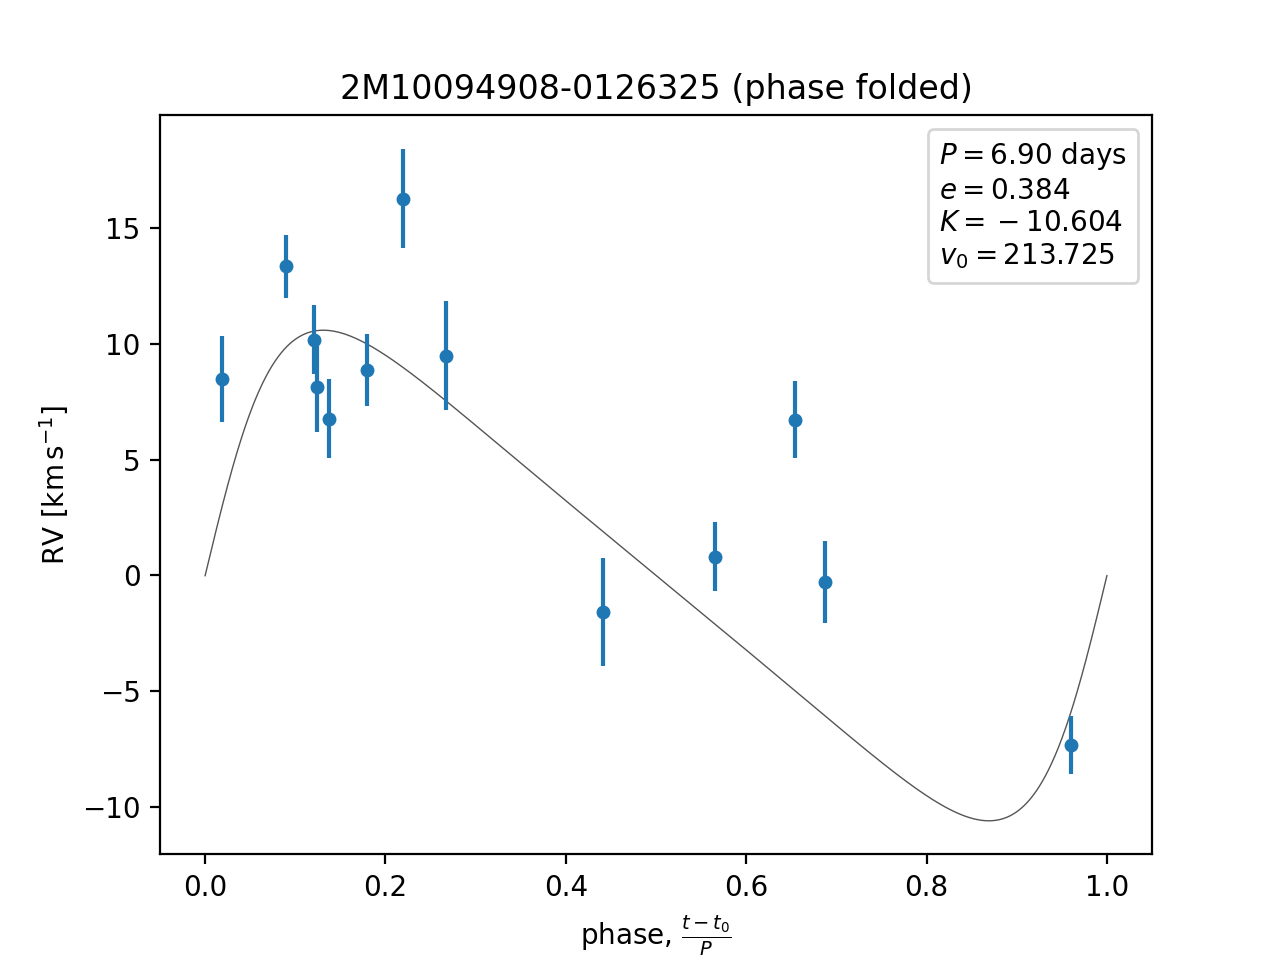 2M10094908-0126325 (phase folded)
P = 6.90 days
e = 0.384
K = −10.604
v₀ = 213.725
RV [km s⁻¹]
15
10
5
0
−5
−10
0.0 0.2 0.4 0.6 0.8 1.0
phase, (t − t₀)/P